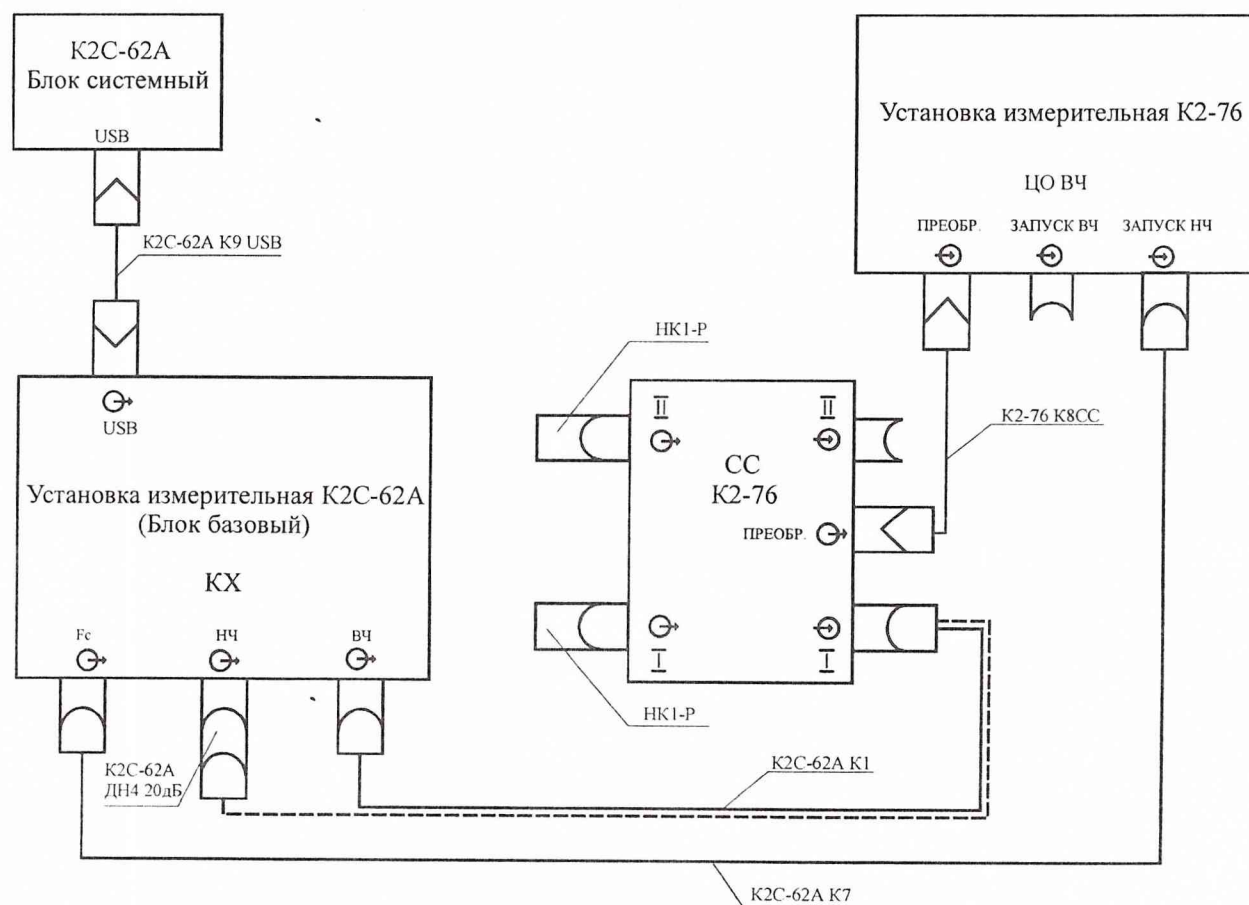 К2С-62А
Блок системный
USB
К2С-62А К9 USB
USB
Установка измерительная К2С-62А
(Блок базовый)
КХ
Fc
НЧ
ВЧ
К2С-62А
ДН4 20дБ
НК1-Р
II
II
СС
К2-76
ПРЕОБР.
I
I
НК1-Р
Установка измерительная К2-76
ЦО ВЧ
ПРЕОБР.
ЗАПУСК ВЧ
ЗАПУСК НЧ
К2-76 К8СС
К2С-62А К1
К2С-62А К7